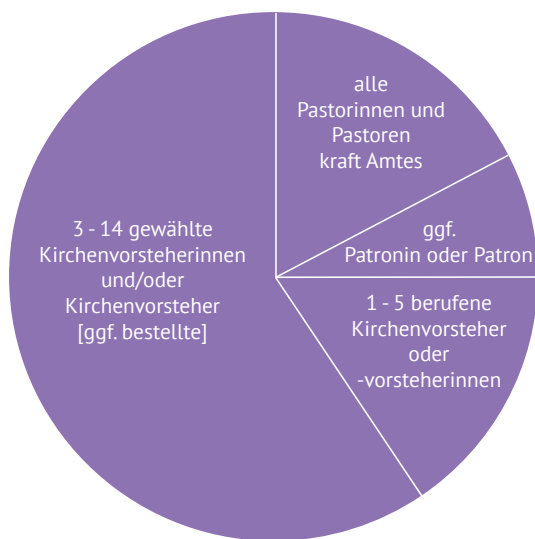 alle
Pastorinnen und
Pastoren
kraft Amtes
ggf.
Patronin oder Patron
3 - 14 gewählte
Kirchenvorsteherinnen
und/oder
Kirchenvorsteher
[ggf. bestellte]
1 - 5 berufene
Kirchenvorsteher
oder
-vorsteherinnen